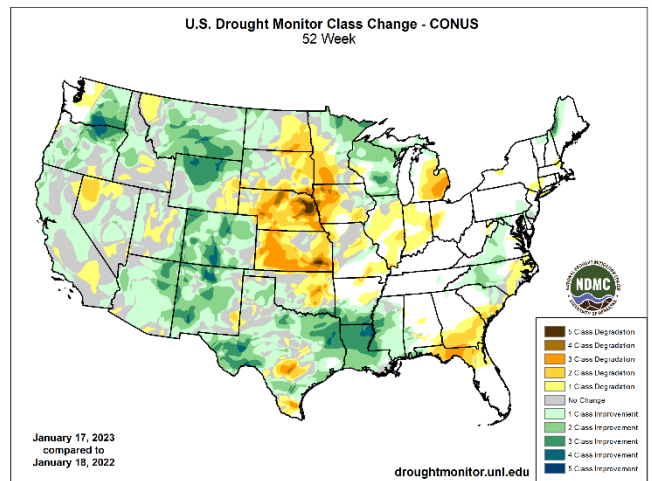 U.S. Drought Monitor Class Change - CONUS
52 Week
NDMC
5 Class Degradation
4 Class Degradation
3 Class Degradation
2 Class Degradation
1 Class Degradation
No Change
1 Class Improvement
2 Class Improvement
3 Class Improvement
4 Class Improvement
5 Class Improvement
January 17, 2023
compared to
January 18, 2022
droughtmonitor.unl.edu